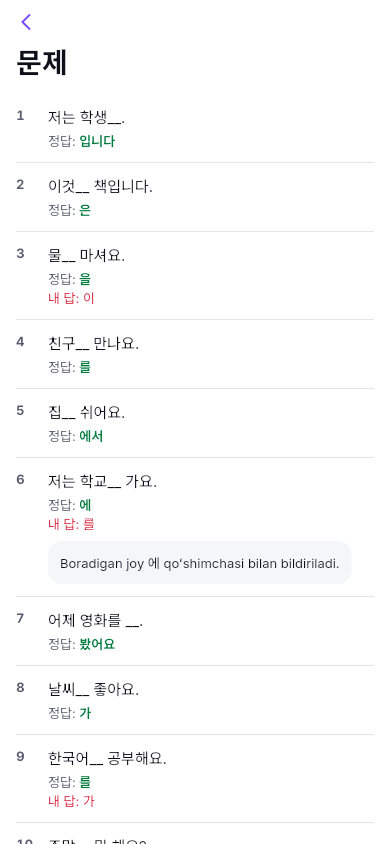 문제
1 저는 학생__.
정답: 입니다
2 이것__ 책입니다.
정답: 은
3 물__ 마셔요.
정답: 을
내 답: 이
4 친구__ 만나요.
정답: 를
5 집__ 쉬어요.
정답: 에서
6 저는 학교__ 가요.
정답: 에
내 답: 를
Boradigan joy 에 qoʻshimchasi bilan bildiriladi.
7 어제 영화를 __.
정답: 봤어요
8 날씨__ 좋아요.
정답: 가
9 한국어__ 공부해요.
정답: 를
내 답: 가
10